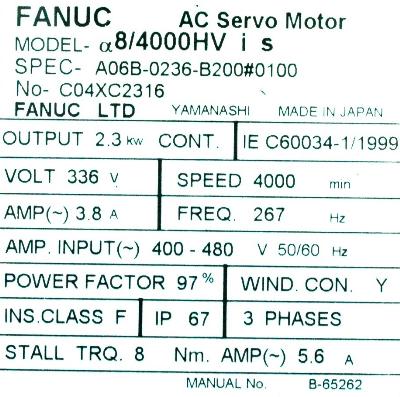 FANUC AC Servo Motor
MODEL- α8/4000HV i s
SPEC- A06B-0236-B200#0100
No- C04XC2316
FANUC LTD YAMANASHI MADE IN JAPAN
OUTPUT 2.3 kw CONT. IE C60034-1/1999
VOLT 336 V SPEED 4000 min
AMP(~) 3.8 A FREQ. 267 Hz
AMP. INPUT(~) 400 - 480 V 50/60 Hz
POWER FACTOR 97% WIND. CON. Y
INS.CLASS F IP 67 3 PHASES
STALL TRQ. 8 Nm. AMP(~) 5.6 A
MANUAL No. B-65262